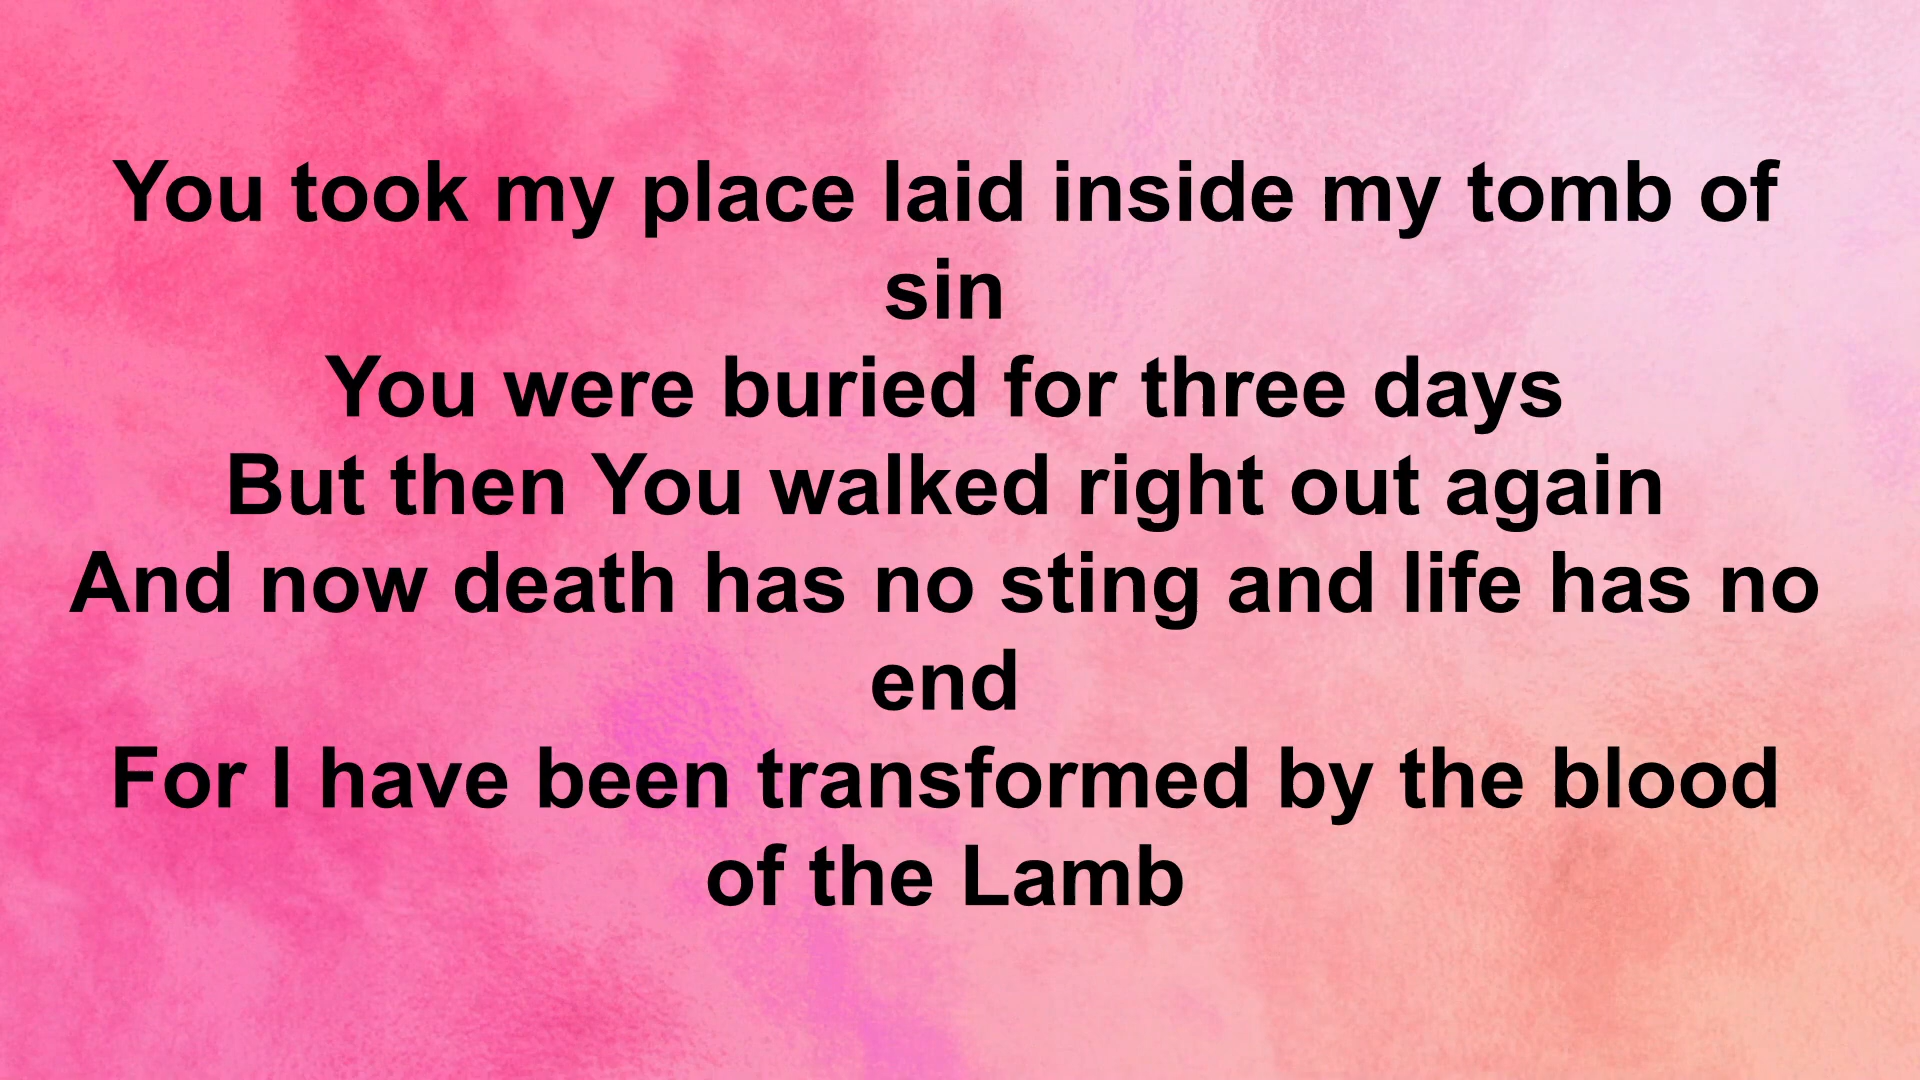 You took my place laid inside my tomb of
sin
You were buried for three days
But then You walked right out again
And now death has no sting and life has no
end
For I have been transformed by the blood
of the Lamb